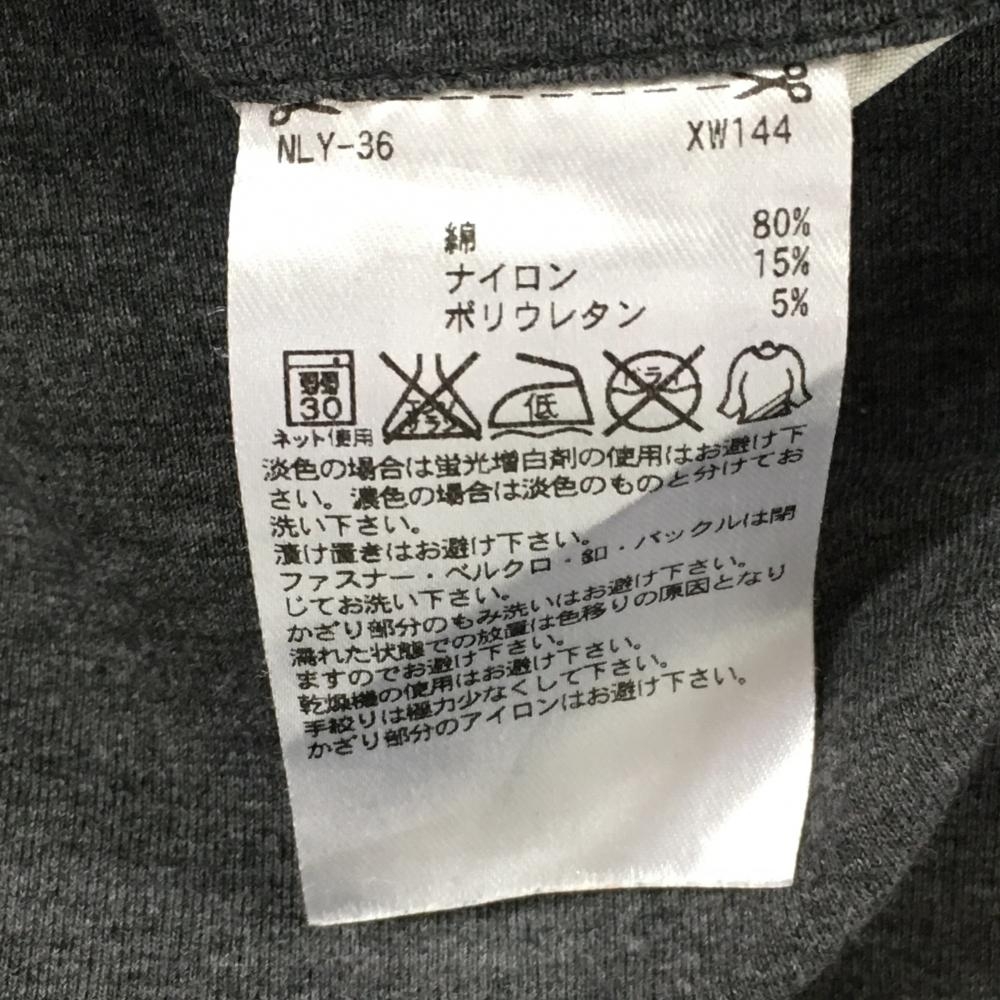 NLY-36 XW144
綿 80%
ナイロン 15%
ポリウレタン 5%
弱
30
エンソ
サラシ
低
ドライ
ネット使用
淡色の場合は蛍光増白剤の使用はお避け下
さい。濃色の場合は淡色のものと分けてお
洗い下さい。
漬け置きはお避け下さい。
ファスナー・ベルクロ・釦・バックルは閉
じてお洗い下さい。
かざり部分のもみ洗いはお避け下さい。
濡れた状態での放置は色移りの原因となり
ますのでお避け下さい。
乾燥機の使用はお避け下さい。
手絞りは極力少なくして下さい。
かざり部分のアイロンはお避け下さい。